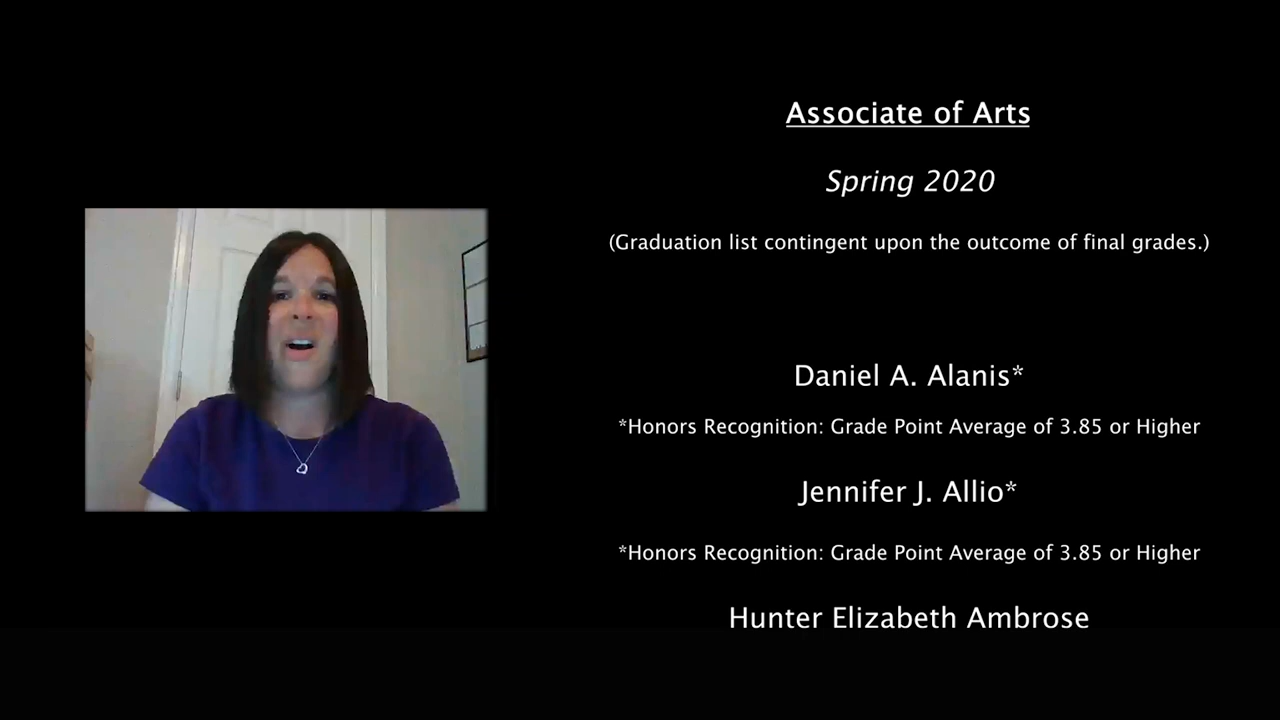 Associate of Arts
Spring 2020
(Graduation list contingent upon the outcome of final grades.)
Daniel A. Alanis*
*Honors Recognition: Grade Point Average of 3.85 or Higher
Jennifer J. Allio*
*Honors Recognition: Grade Point Average of 3.85 or Higher
Hunter Elizabeth Ambrose